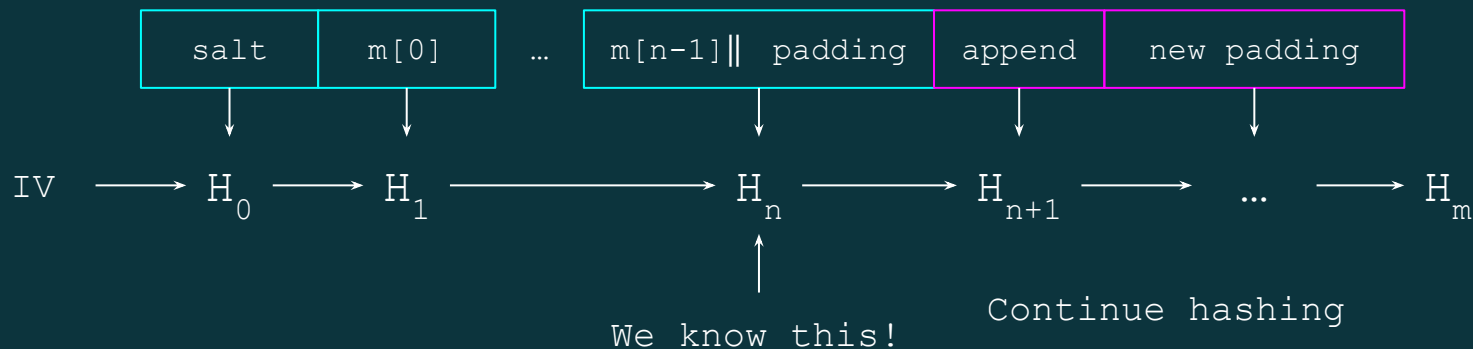 salt m[0] … m[n-1]‖ padding append new padding
IV H₀ H₁ Hₙ Hₙ₊₁ … Hₘ
Continue hashing
We know this!